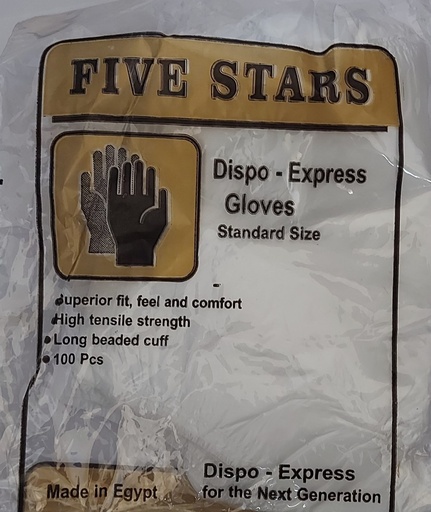 FIVE STARS
Dispo - Express
Gloves
Standard Size
Superior fit, feel and comfort
High tensile strength
Long beaded cuff
100 Pcs
Dispo - Express
Made in Egypt for the Next Generation